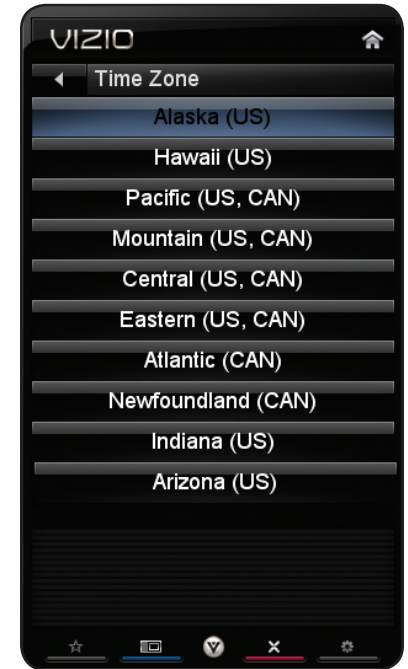 VIZIO
Time Zone
Alaska (US)
Hawaii (US)
Pacific (US, CAN)
Mountain (US, CAN)
Central (US, CAN)
Eastern (US, CAN)
Atlantic (CAN)
Newfoundland (CAN)
Indiana (US)
Arizona (US)
V